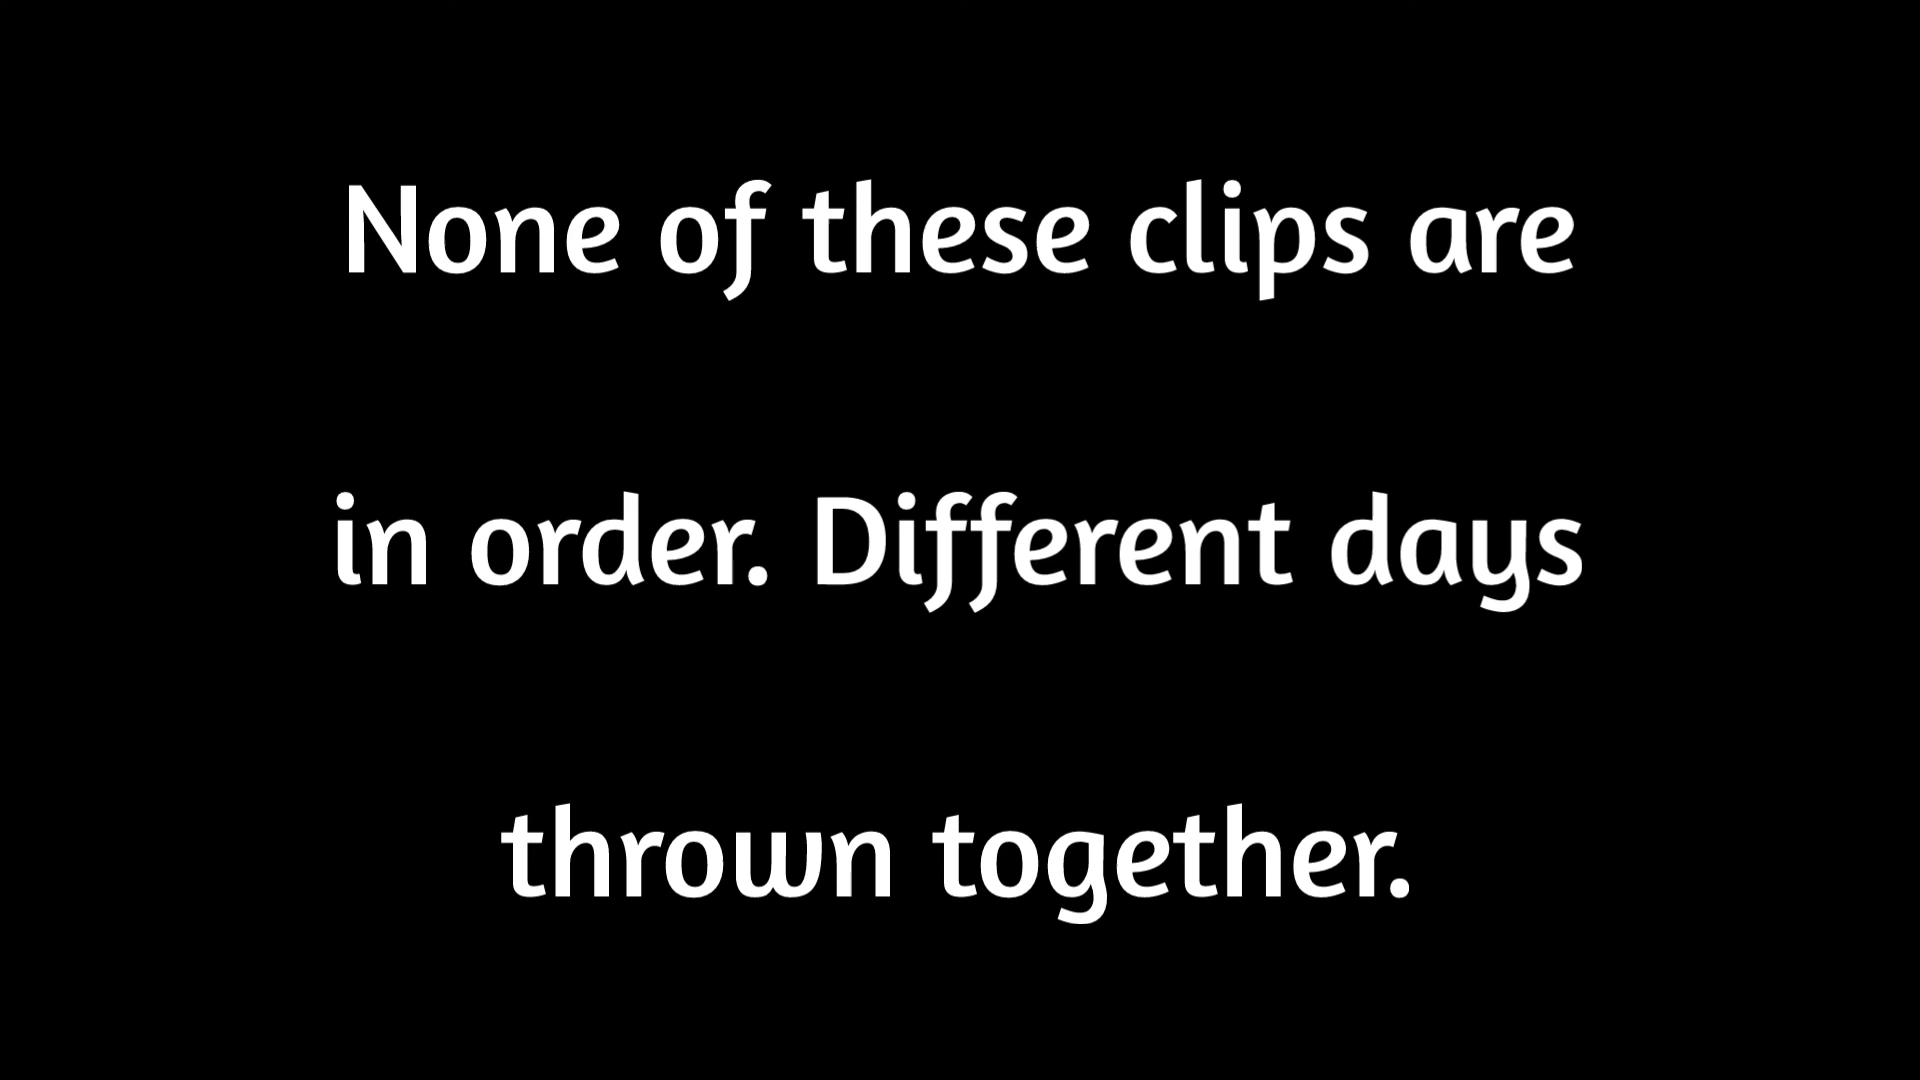 None of these clips are
in order. Different days
thrown together.